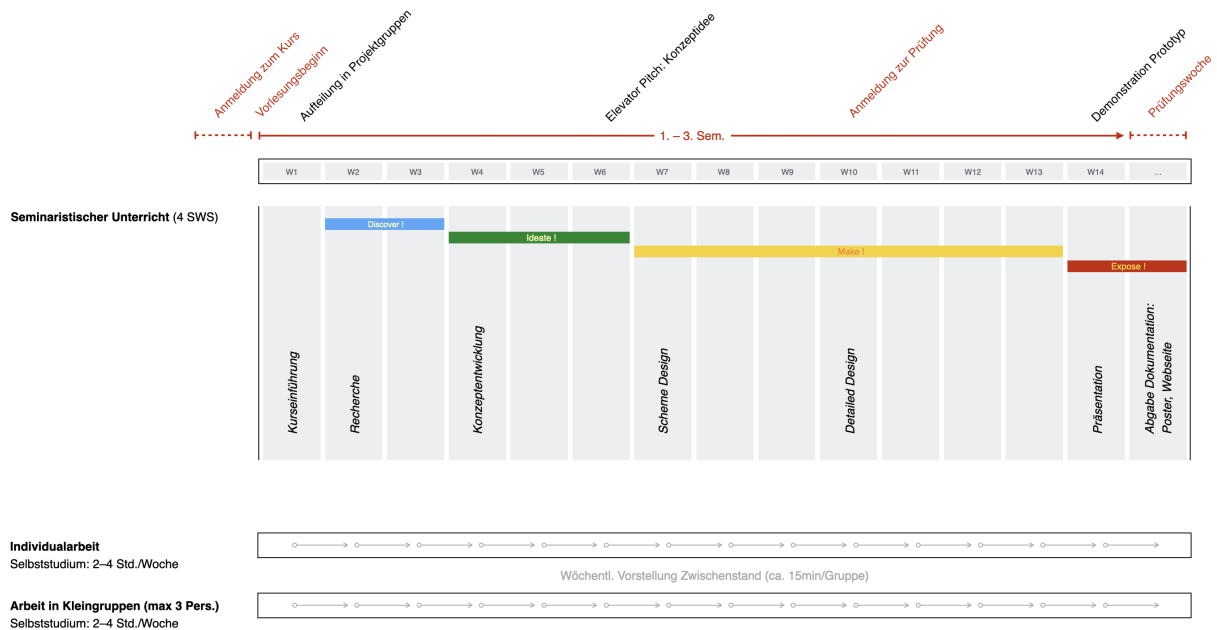 Anmeldung zum Kurs
Vorlesungsbeginn
Aufteilung in Projektgruppen
Elevator Pitch: Konzeptidee
Anmeldung zur Prüfung
Demonstration Prototyp
Prüfungswoche
1. – 3. Sem.
W1 W2 W3 W4 W5 W6 W7 W8 W9 W10 W11 W12 W13 W14 ...
Seminaristischer Unterricht (4 SWS)
Discover !
Ideate !
Make !
Expose !
Kurseinführung
Recherche
Konzeptentwicklung
Scheme Design
Detailed Design
Präsentation
Abgabe Dokumentation:
Poster, Webseite
Individualarbeit
Selbststudium: 2–4 Std./Woche
Wöchentl. Vorstellung Zwischenstand (ca. 15min/Gruppe)
Arbeit in Kleingruppen (max 3 Pers.)
Selbststudium: 2–4 Std./Woche